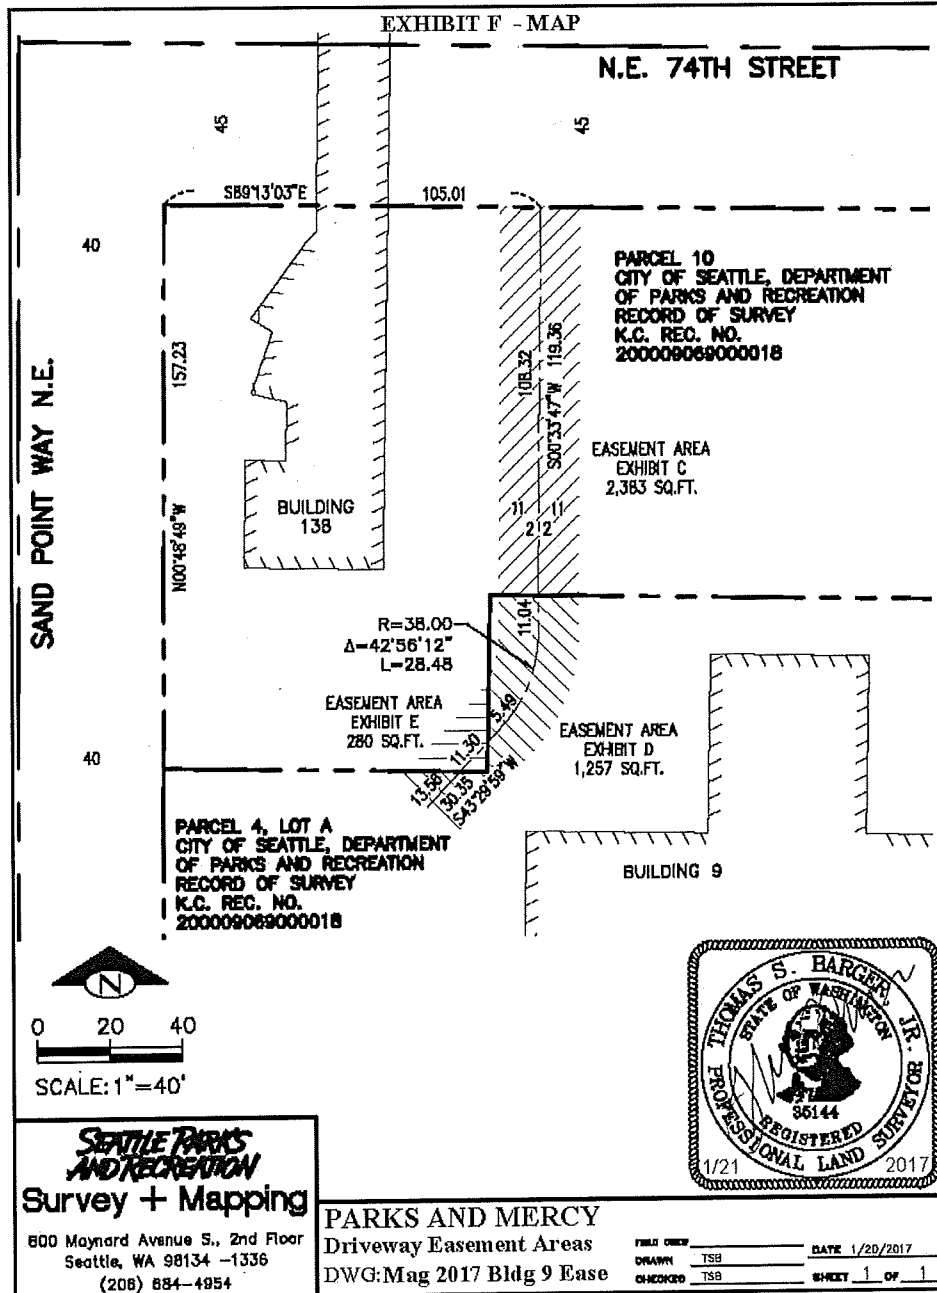 EXHIBIT F - MAP
N.E. 74TH STREET
45
45
S89°13'03"E
105.01
40
PARCEL 10
CITY OF SEATTLE, DEPARTMENT
OF PARKS AND RECREATION
RECORD OF SURVEY
K.C. REC. NO.
200009069000018
157.23
108.32
S00°33'47"W 119.36
SAND POINT WAY N.E.
EASEMENT AREA
EXHIBIT C
2,383 SQ.FT.
BUILDING
138
11
11
2
2
N00°48'49"W
R=38.00
Δ=42°56'12"
L=28.48
11.04
EASEMENT AREA
EXHIBIT E
280 SQ.FT.
5.49
EASEMENT AREA
EXHIBIT D
1,257 SQ.FT.
40
11.30
13.58
30.35
S43°29'59"W
PARCEL 4, LOT A
CITY OF SEATTLE, DEPARTMENT
OF PARKS AND RECREATION
RECORD OF SURVEY
K.C. REC. NO.
200009069000018
BUILDING 9
N
0 20 40
SCALE: 1"=40'
THOMAS S. BARGER, JR.
STATE OF WASHINGTON
35144
REGISTERED
PROFESSIONAL LAND SURVEYOR
1/21 2017
SEATTLE PARKS
AND RECREATION
Survey + Mapping
800 Maynard Avenue S., 2nd Floor
Seattle, WA 98134 -1336
(206) 684-4954
PARKS AND MERCY
Driveway Easement Areas
DWG:Mag 2017 Bldg 9 Ease
FIELD
DRAWN TSB
CHECKED TSB
DATE 1/20/2017
SHEET 1 OF 1